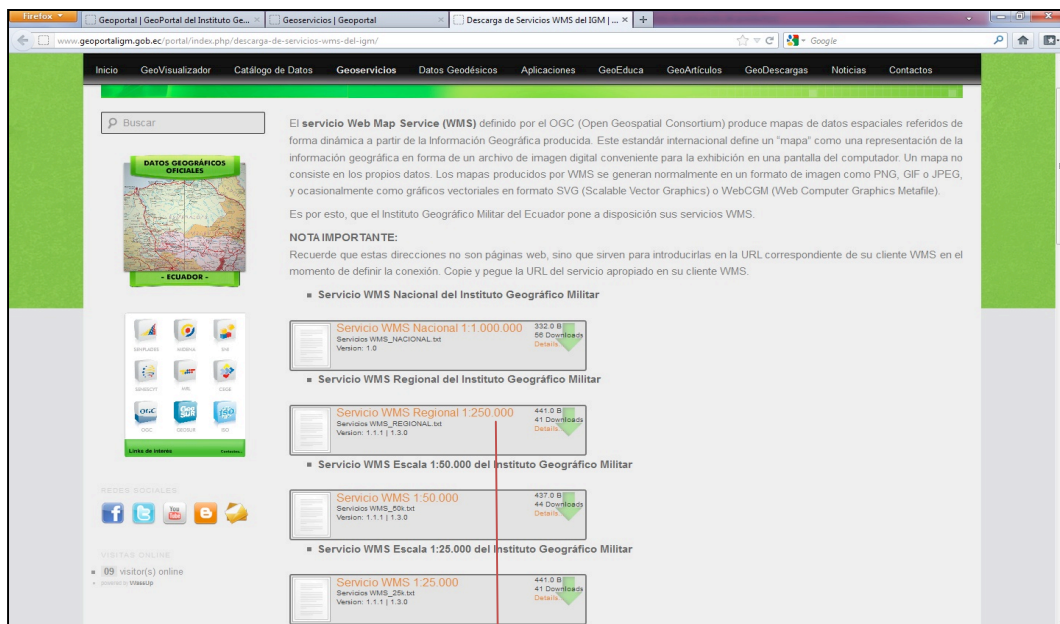 Firefox
Geoportal | GeoPortal del Instituto Ge...
Geoservicios | Geoportal
Descarga de Servicios WMS del IGM | ...
www.geoportaligm.gob.ec/portal/index.php/descarga-de-servicios-wms-del-igm/
Google
Inicio GeoVisualizador Catálogo de Datos Geoservicios Datos Geodésicos Aplicaciones GeoEduca GeoArtículos GeoDescargas Noticias Contactos
Buscar
DATOS GEOGRÁFICOS
OFICIALES
- ECUADOR -
OGC
GEO SUR
ISO
OGC GEOSUR ISO
Links de Interés
REDES SOCIALES
You Tube
VISITAS ONLINE
09 visitor(s) online
powered by WassUp
El servicio Web Map Service (WMS) definido por el OGC (Open Geospatial Consortium) produce mapas de datos espaciales referidos de
forma dinámica a partir de la Información Geográfica producida. Este estandár internacional define un "mapa" como una representación de la
información geográfica en forma de un archivo de imagen digital conveniente para la exhibición en una pantalla del computador. Un mapa no
consiste en los propios datos. Los mapas producidos por WMS se generan normalmente en un formato de imagen como PNG, GIF o JPEG,
y ocasionalmente como gráficos vectoriales en formato SVG (Scalable Vector Graphics) o WebCGM (Web Computer Graphics Metafile).
Es por esto, que el Instituto Geográfico Militar del Ecuador pone a disposición sus servicios WMS.
NOTA IMPORTANTE:
Recuerde que estas direcciones no son páginas web, sino que sirven para introducirlas en la URL correspondiente de su cliente WMS en el
momento de definir la conexión. Copie y pegue la URL del servicio apropiado en su cliente WMS.
Servicio WMS Nacional del Instituto Geográfico Militar
Servicio WMS Nacional 1:1.000.000
Servicios WMS_NACIONAL.txt
Version: 1.0
332.0 B
56 Downloads
Details
Servicio WMS Regional del Instituto Geográfico Militar
Servicio WMS Regional 1:250.000
Servicios WMS_REGIONAL.txt
Version: 1.1.1 | 1.3.0
441.0 B
41 Downloads
Details
Servicio WMS Escala 1:50.000 del Instituto Geográfico Militar
Servicio WMS 1:50.000
Servicios WMS_50k.txt
Version: 1.1.1 | 1.3.0
437.0 B
44 Downloads
Details
Servicio WMS Escala 1:25.000 del Instituto Geográfico Militar
Servicio WMS 1:25.000
Servicios WMS_25k.txt
Version: 1.1.1 | 1.3.0
441.0 B
41 Downloads
Details